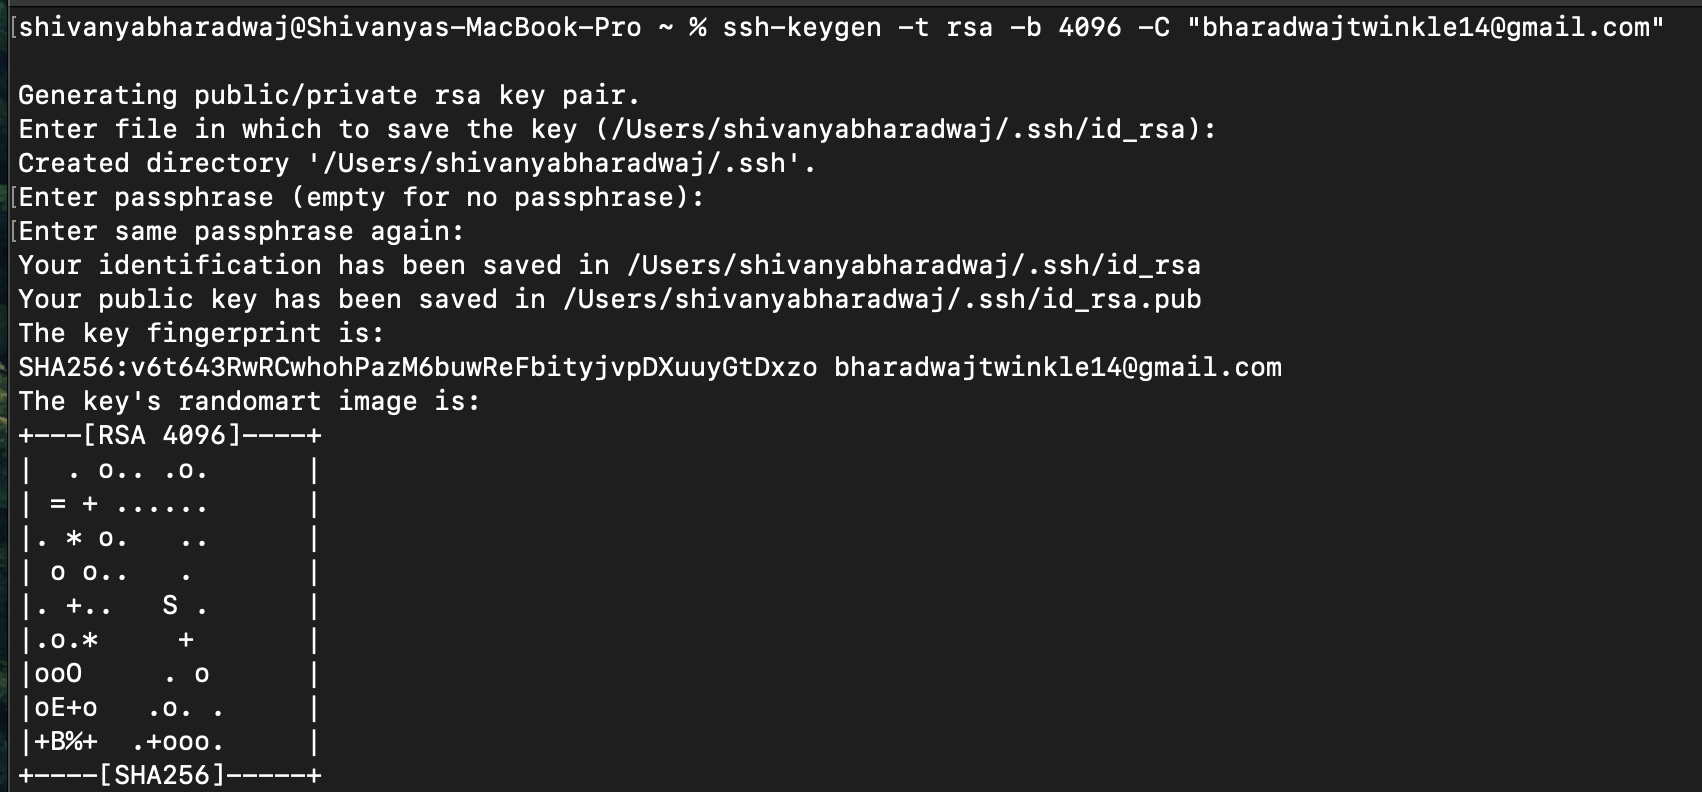 [shivanyabharadwaj@Shivanyas-MacBook-Pro ~ % ssh-keygen -t rsa -b 4096 -C "bharadwajtwinkle14@gmail.com"
Generating public/private rsa key pair.
Enter file in which to save the key (/Users/shivanyabharadwaj/.ssh/id_rsa):
Created directory '/Users/shivanyabharadwaj/.ssh'.
[Enter passphrase (empty for no passphrase):
[Enter same passphrase again:
Your identification has been saved in /Users/shivanyabharadwaj/.ssh/id_rsa
Your public key has been saved in /Users/shivanyabharadwaj/.ssh/id_rsa.pub
The key fingerprint is:
SHA256:v6t643RwRCwhohPazM6buwReFbityjvpDXuuyGtDxzo bharadwajtwinkle14@gmail.com
The key's randomart image is:
+---[RSA 4096]----+
|  . o.. .o.      |
| = + ......      |
|. * o.   ..      |
| o o..   .       |
|. +..   S .      |
|.o.*     +       |
|ooO     . o      |
|oE+o   .o. .     |
|+B%+  .+ooo.     |
+----[SHA256]-----+